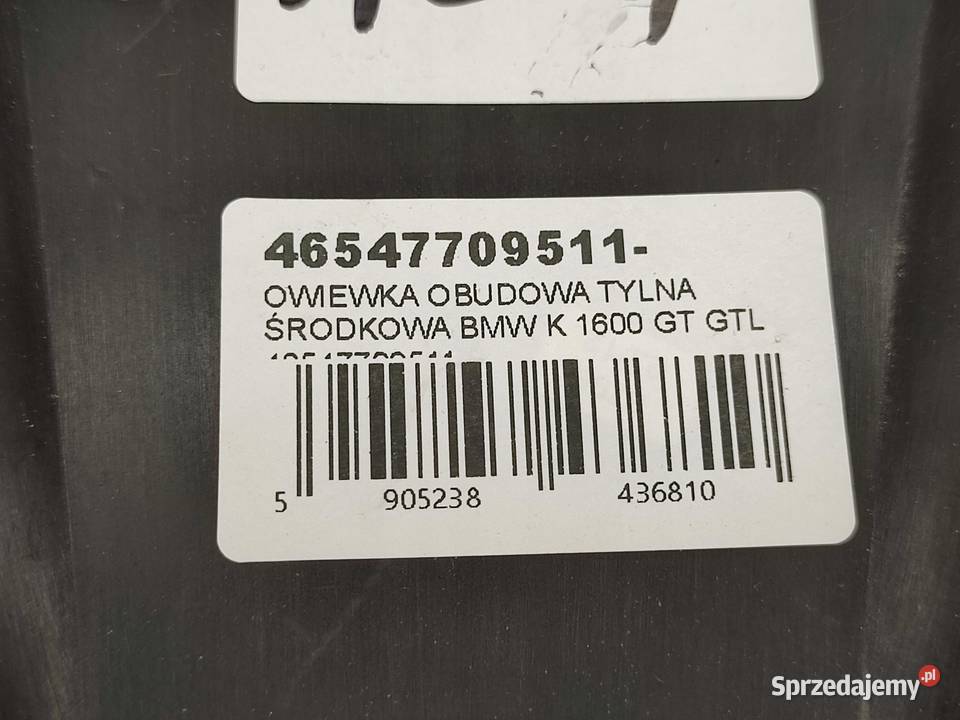 46547709511-
OWIEWKA OBUDOWA TYLNA
ŚRODKOWA BMW K 1600 GT GTL
5 905238 436810
Sprzedajemy.pl